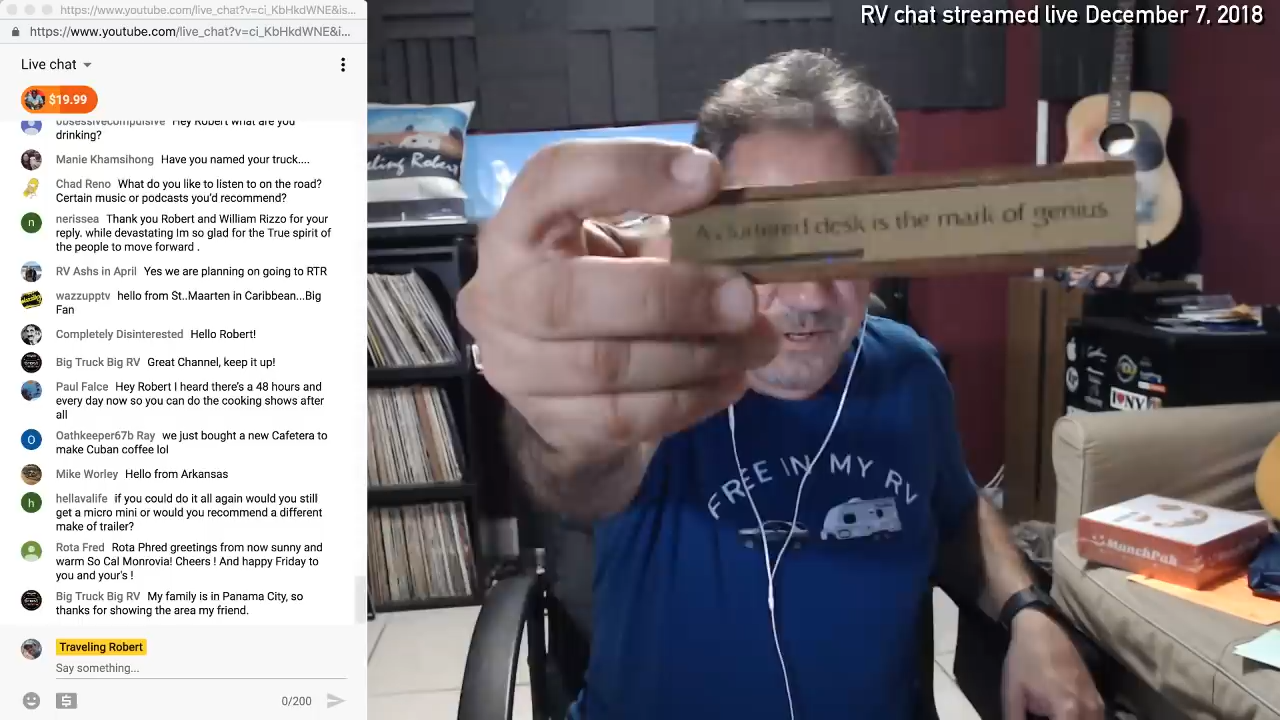 https://www.youtube.com/live_chat?v=ci_KbHkdWNE&is...
https://www.youtube.com/live_chat?v=ci_KbHkdWNE&i...
Live chat
$19.99
obsessivecompulsive Hey Robert what are you
drinking?
Manie Khamsihong Have you named your truck....
Chad Reno What do you like to listen to on the road?
Certain music or podcasts you'd recommend?
nerissea Thank you Robert and William Rizzo for your
reply. while devastating Im so glad for the True spirit of
the people to move forward .
RV Ashs in April Yes we are planning on going to RTR
wazzupptv hello from St..Maarten in Caribbean...Big
Fan
Completely Disinterested Hello Robert!
Big Truck Big RV Great Channel, keep it up!
Paul Falce Hey Robert I heard there's a 48 hours and
every day now so you can do the cooking shows after
all
Oathkeeper67b Ray we just bought a new Cafetera to
make Cuban coffee lol
Mike Worley Hello from Arkansas
hellavalife if you could do it all again would you still
get a micro mini or would you recommend a different
make of trailer?
Rota Fred Rota Phred greetings from now sunny and
warm So Cal Monrovia! Cheers ! And happy Friday to
you and your's !
Big Truck Big RV My family is in Panama City, so
thanks for showing the area my friend.
Traveling Robert
Say something...
0/200
RV chat streamed live December 7, 2018
eling Robert
A cluttered desk is the mark of genius
FREE IN MY RV
I NY
MunchPak